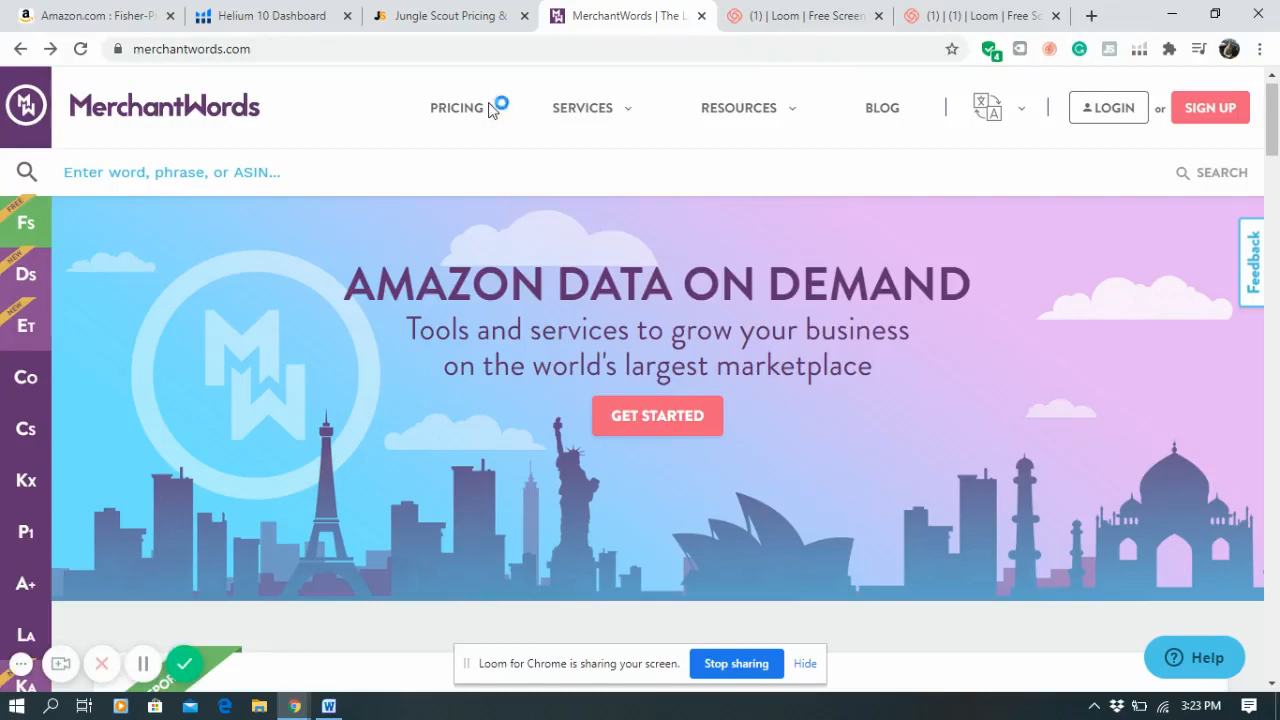 Amazon.com : Fisher-P
Helium 10 Dashboard
JS
Jungle Scout Pricing &
MerchantWords | The L
(1) | Loom | Free Screen
(1) | (1) | Loom | Free Sc
merchantwords.com
4
JS
MerchantWords
PRICING
SERVICES
RESOURCES
BLOG
LOGIN
or
SIGN UP
Enter word, phrase, or ASIN...
SEARCH
FREE
Fs
NEW
Ds
NEW
Et
Co
Cs
Kx
P1
A+
LA
KA
AMAZON DATA ON DEMAND
Tools and services to grow your business
on the world's largest marketplace
GET STARTED
Feedback
Loom for Chrome is sharing your screen.
Stop sharing
Hide
Help
3:23 PM